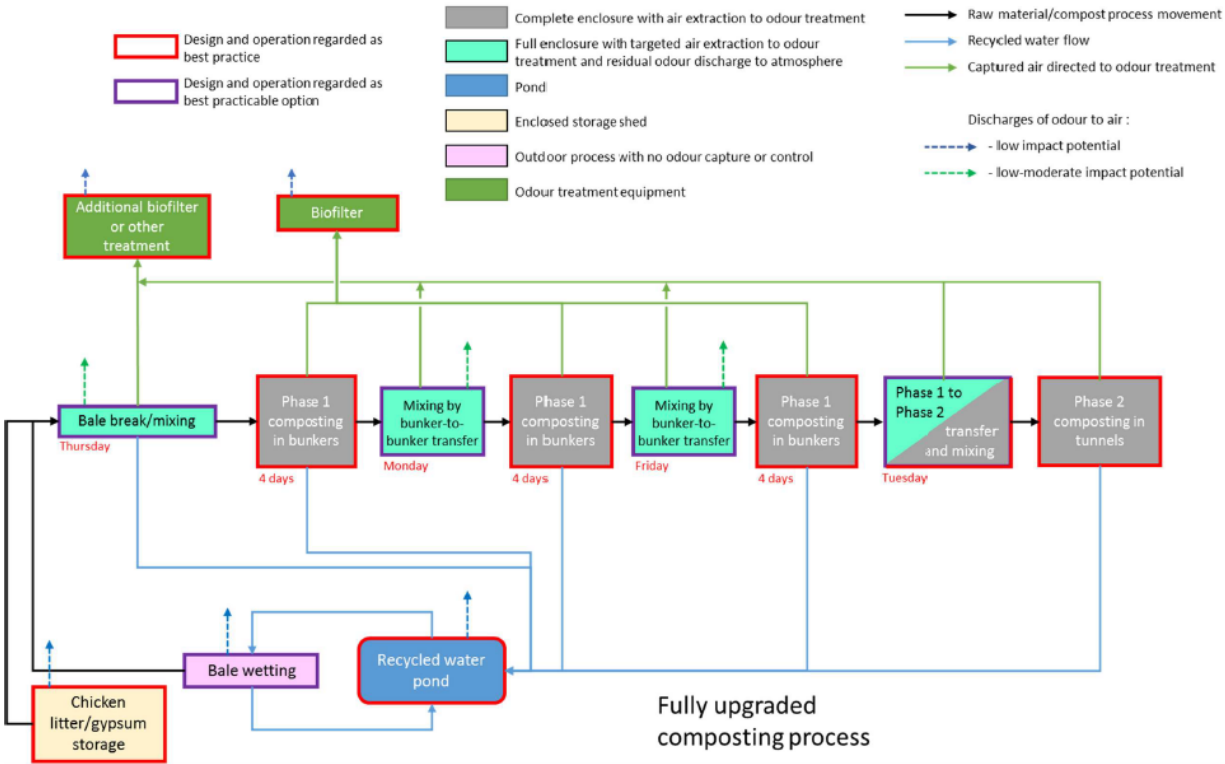 Design and operation regarded as
best practice
Design and operation regarded as
best practicable option
Complete enclosure with air extraction to odour treatment
Full enclosure with targeted air extraction to odour
treatment and residual odour discharge to atmosphere
Pond
Enclosed storage shed
Outdoor process with no odour capture or control
Odour treatment equipment
Raw material/compost process movement
Recycled water flow
Captured air directed to odour treatment
Discharges of odour to air :
- low impact potential
- low-moderate impact potential
Additional biofilter
or other
treatment
Biofilter
Bale break/mixing
Thursday
Phase 1
composting
in bunkers
4 days
Mixing by
bunker-to-
bunker transfer
Monday
Phase 1
composting
in bunkers
4 days
Mixing by
bunker-to-
bunker transfer
Friday
Phase 1
composting
in bunkers
4 days
Phase 1 to
Phase 2
transfer
and mixing
Tuesday
Phase 2
composting in
tunnels
Bale wetting
Recycled water
pond
Chicken
litter/gypsum
storage
Fully upgraded
composting process